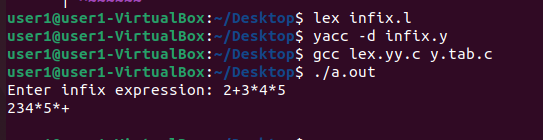 user1@user1-VirtualBox:~/Desktop$ lex infix.l
user1@user1-VirtualBox:~/Desktop$ yacc -d infix.y
user1@user1-VirtualBox:~/Desktop$ gcc lex.yy.c y.tab.c
user1@user1-VirtualBox:~/Desktop$ ./a.out
Enter infix expression: 2+3*4*5
234*5*+